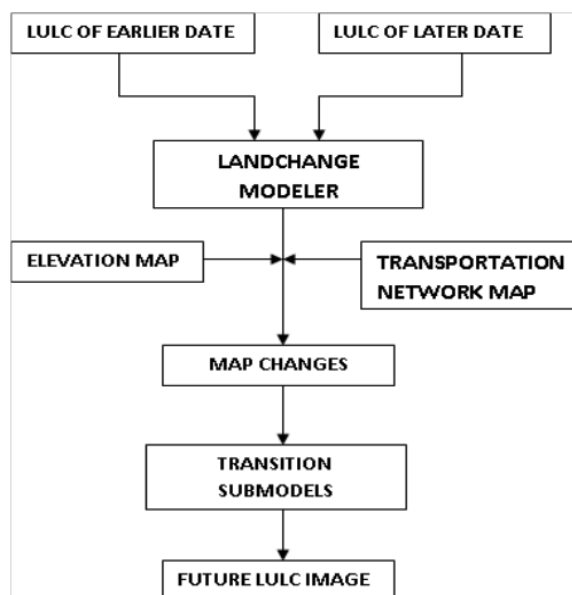 LULC OF EARLIER DATE
LULC OF LATER DATE
LANDCHANGE
MODELER
ELEVATION MAP
TRANSPORTATION
NETWORK MAP
MAP CHANGES
TRANSITION
SUBMODELS
FUTURE LULC IMAGE